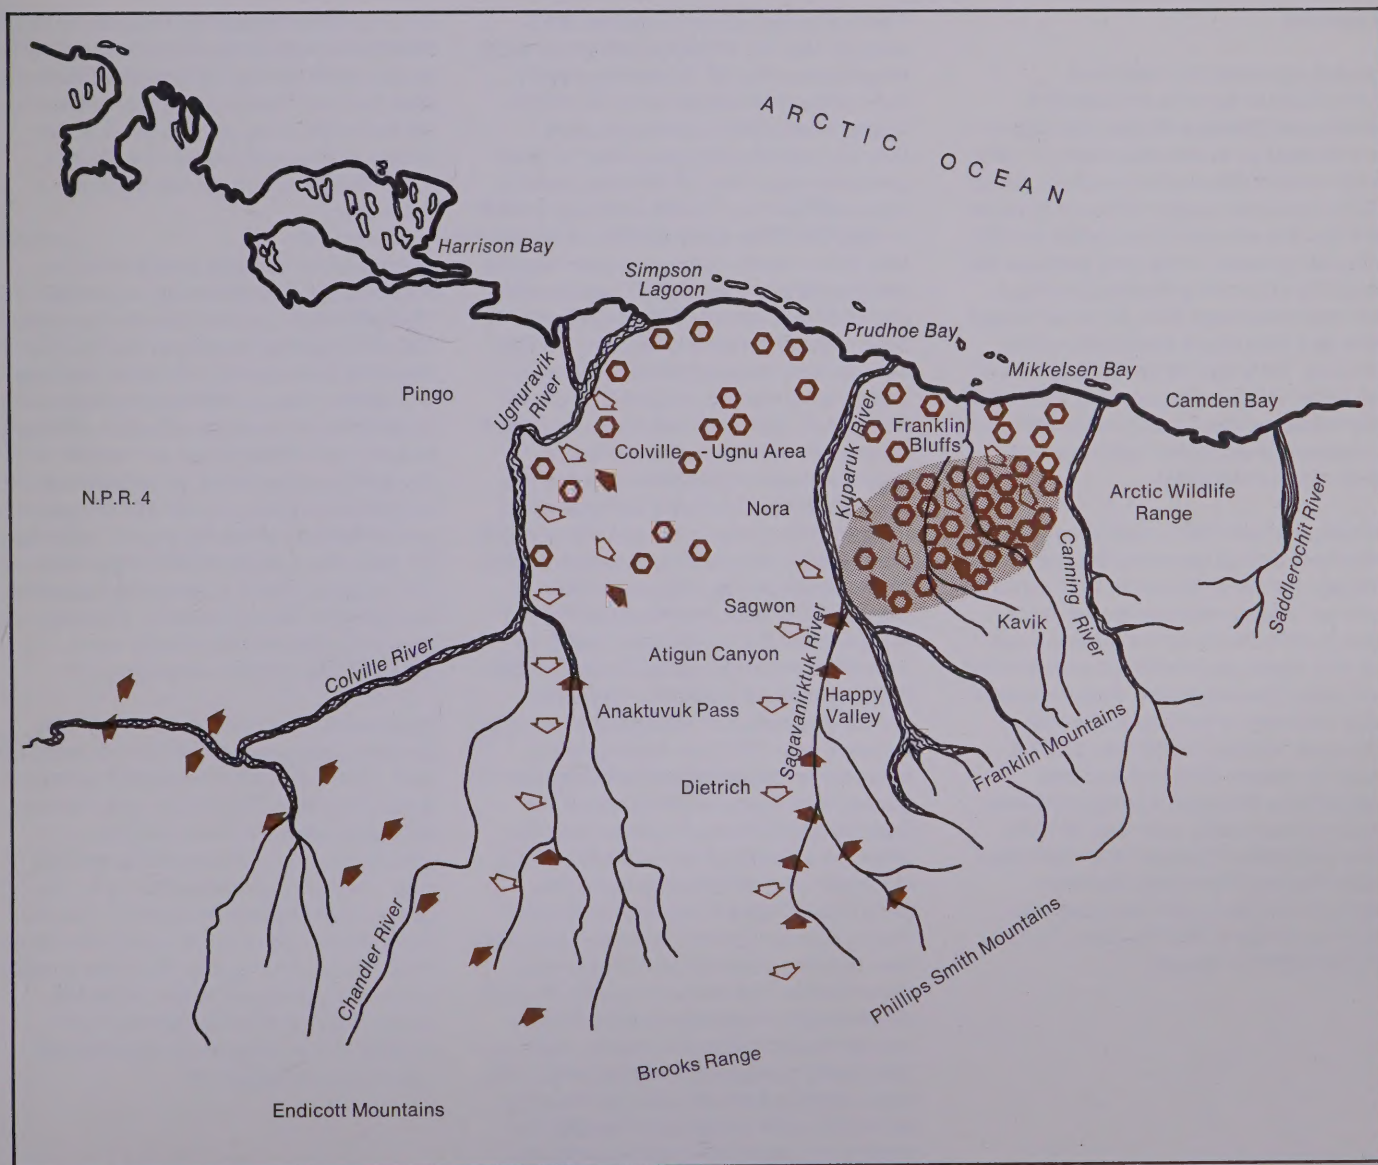 ARCTIC OCEAN
Harrison Bay
Simpson
Lagoon
Prudhoe Bay
Mikkelsen Bay
Camden Bay
Pingo
Ugnuravik
River
Colville - Ugnu Area
Kuparuk River
Franklin
Bluffs
N.P.R. 4
Nora
Arctic Wildlife
Range
Canning
River
Saddlerochit River
Sagwon
Kavik
Colville River
Atigun Canyon
Sagavanirktuk River
Happy
Valley
Anaktuvuk Pass
Franklin Mountains
Dietrich
Chandler River
Phillips Smith Mountains
Brooks Range
Endicott Mountains